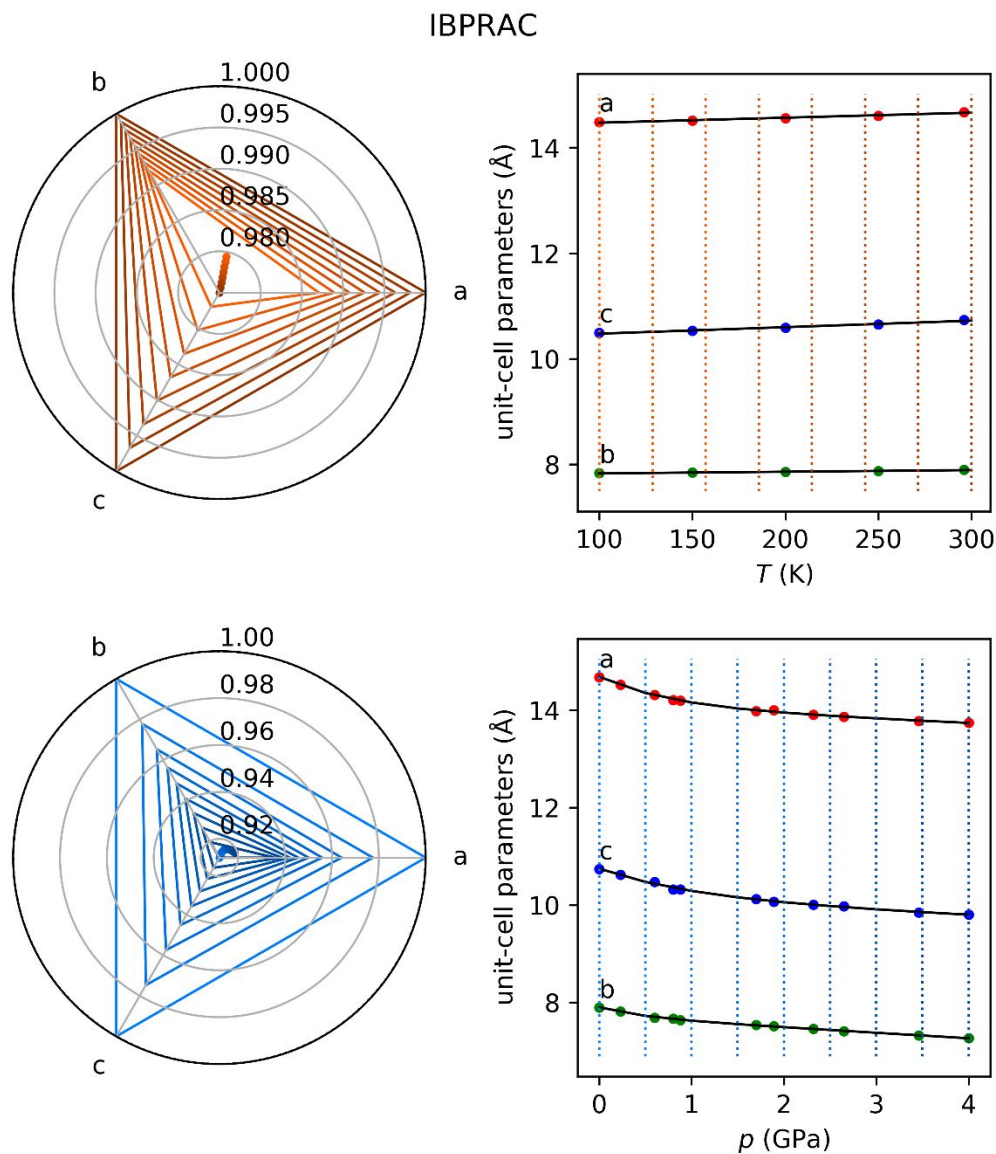 IBPRAC
b
1.000
0.995
0.990
0.985
0.980
a
c
unit-cell parameters (Å)
14
12
10
8
a
c
b
100 150 200 250 300
T (K)
b
1.00
0.98
0.96
0.94
0.92
a
c
unit-cell parameters (Å)
14
12
10
8
a
c
b
0 1 2 3 4
p (GPa)